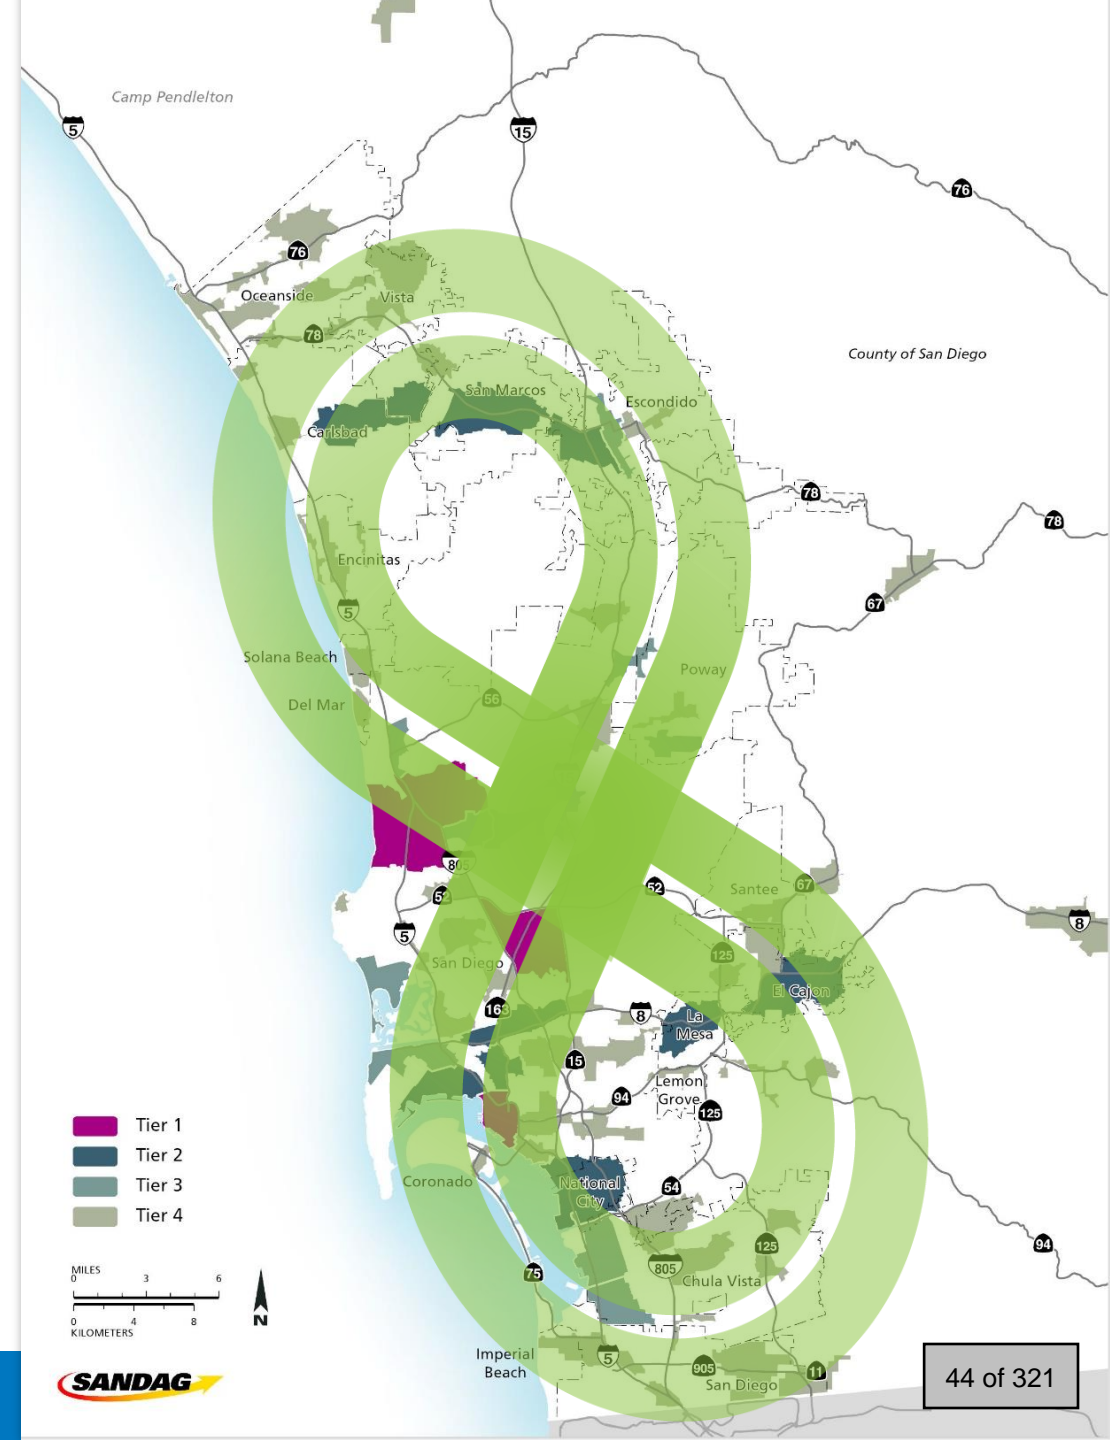 Camp Pendlelton
5
15
76
76
Oceanside
Vista
78
County of San Diego
San Marcos
Escondido
Carlsbad
78
78
Encinitas
5
67
Solana Beach
Poway
Del Mar
56
805
52
52
Santee
67
5
8
San Diego
125
El Cajon
163
8
La
Mesa
15
94
Lemon
Grove
125
Tier 1
Tier 2
Tier 3
Tier 4
Coronado
National
City
54
125
94
805
75
Chula Vista
MILES
0 3 6
0 4 8
KILOMETERS
N
Imperial
Beach
5
905
11
San Diego
SANDAG
44 of 321